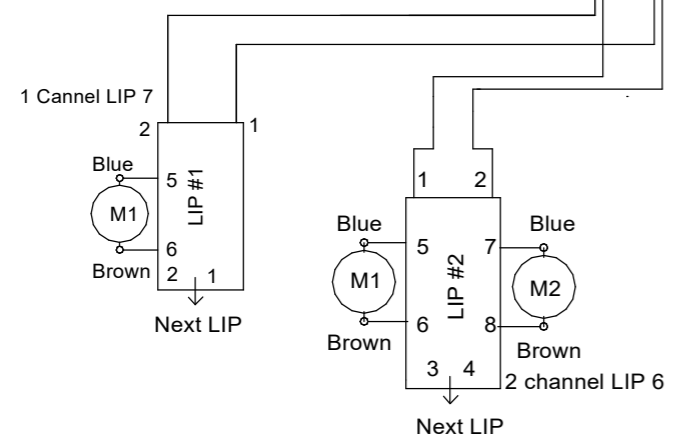 1 Cannel LIP 7
2
1
Blue
5
LIP #1
M1
6
Brown
2
1
Next LIP
1
2
Blue
5
7
Blue
LIP #2
M1
M2
6
8
Brown
Brown
3
4
2 channel LIP 6
Next LIP